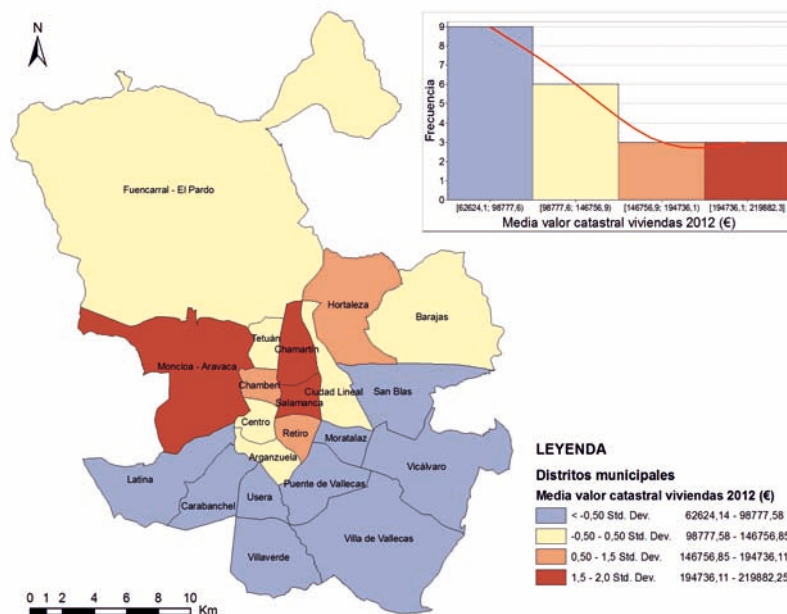 N
9
8
7
6
5
4
3
2
1
0
Frecuencia
[62624,1; 98777,6) [98777,6; 146756,9) [146756,9; 194736,1) [194736,1; 219882,3]
Media valor catastral viviendas 2012 (€)
Fuencarral - El Pardo
Hortaleza
Barajas
Tetuán
Chamartín
Moncloa - Aravaca
Chamberí
Ciudad Lineal
San Blas
Salamanca
Centro
Retiro
Moratalaz
Arganzuela
Vicálvaro
Latina
Puente de Vallecas
Usera
Carabanchel
Villa de Vallecas
Villaverde
LEYENDA
Distritos municipales
Media valor catastral viviendas 2012 (€)
< -0,50 Std. Dev. 62624,14 - 98777,58
-0,50 - 0,50 Std. Dev. 98777,58 - 146756,85
0,50 - 1,5 Std. Dev. 146756,85 - 194736,11
1,5 - 2,0 Std. Dev. 194736,11 - 219882,25
0 1 2 4 6 8 10
Km